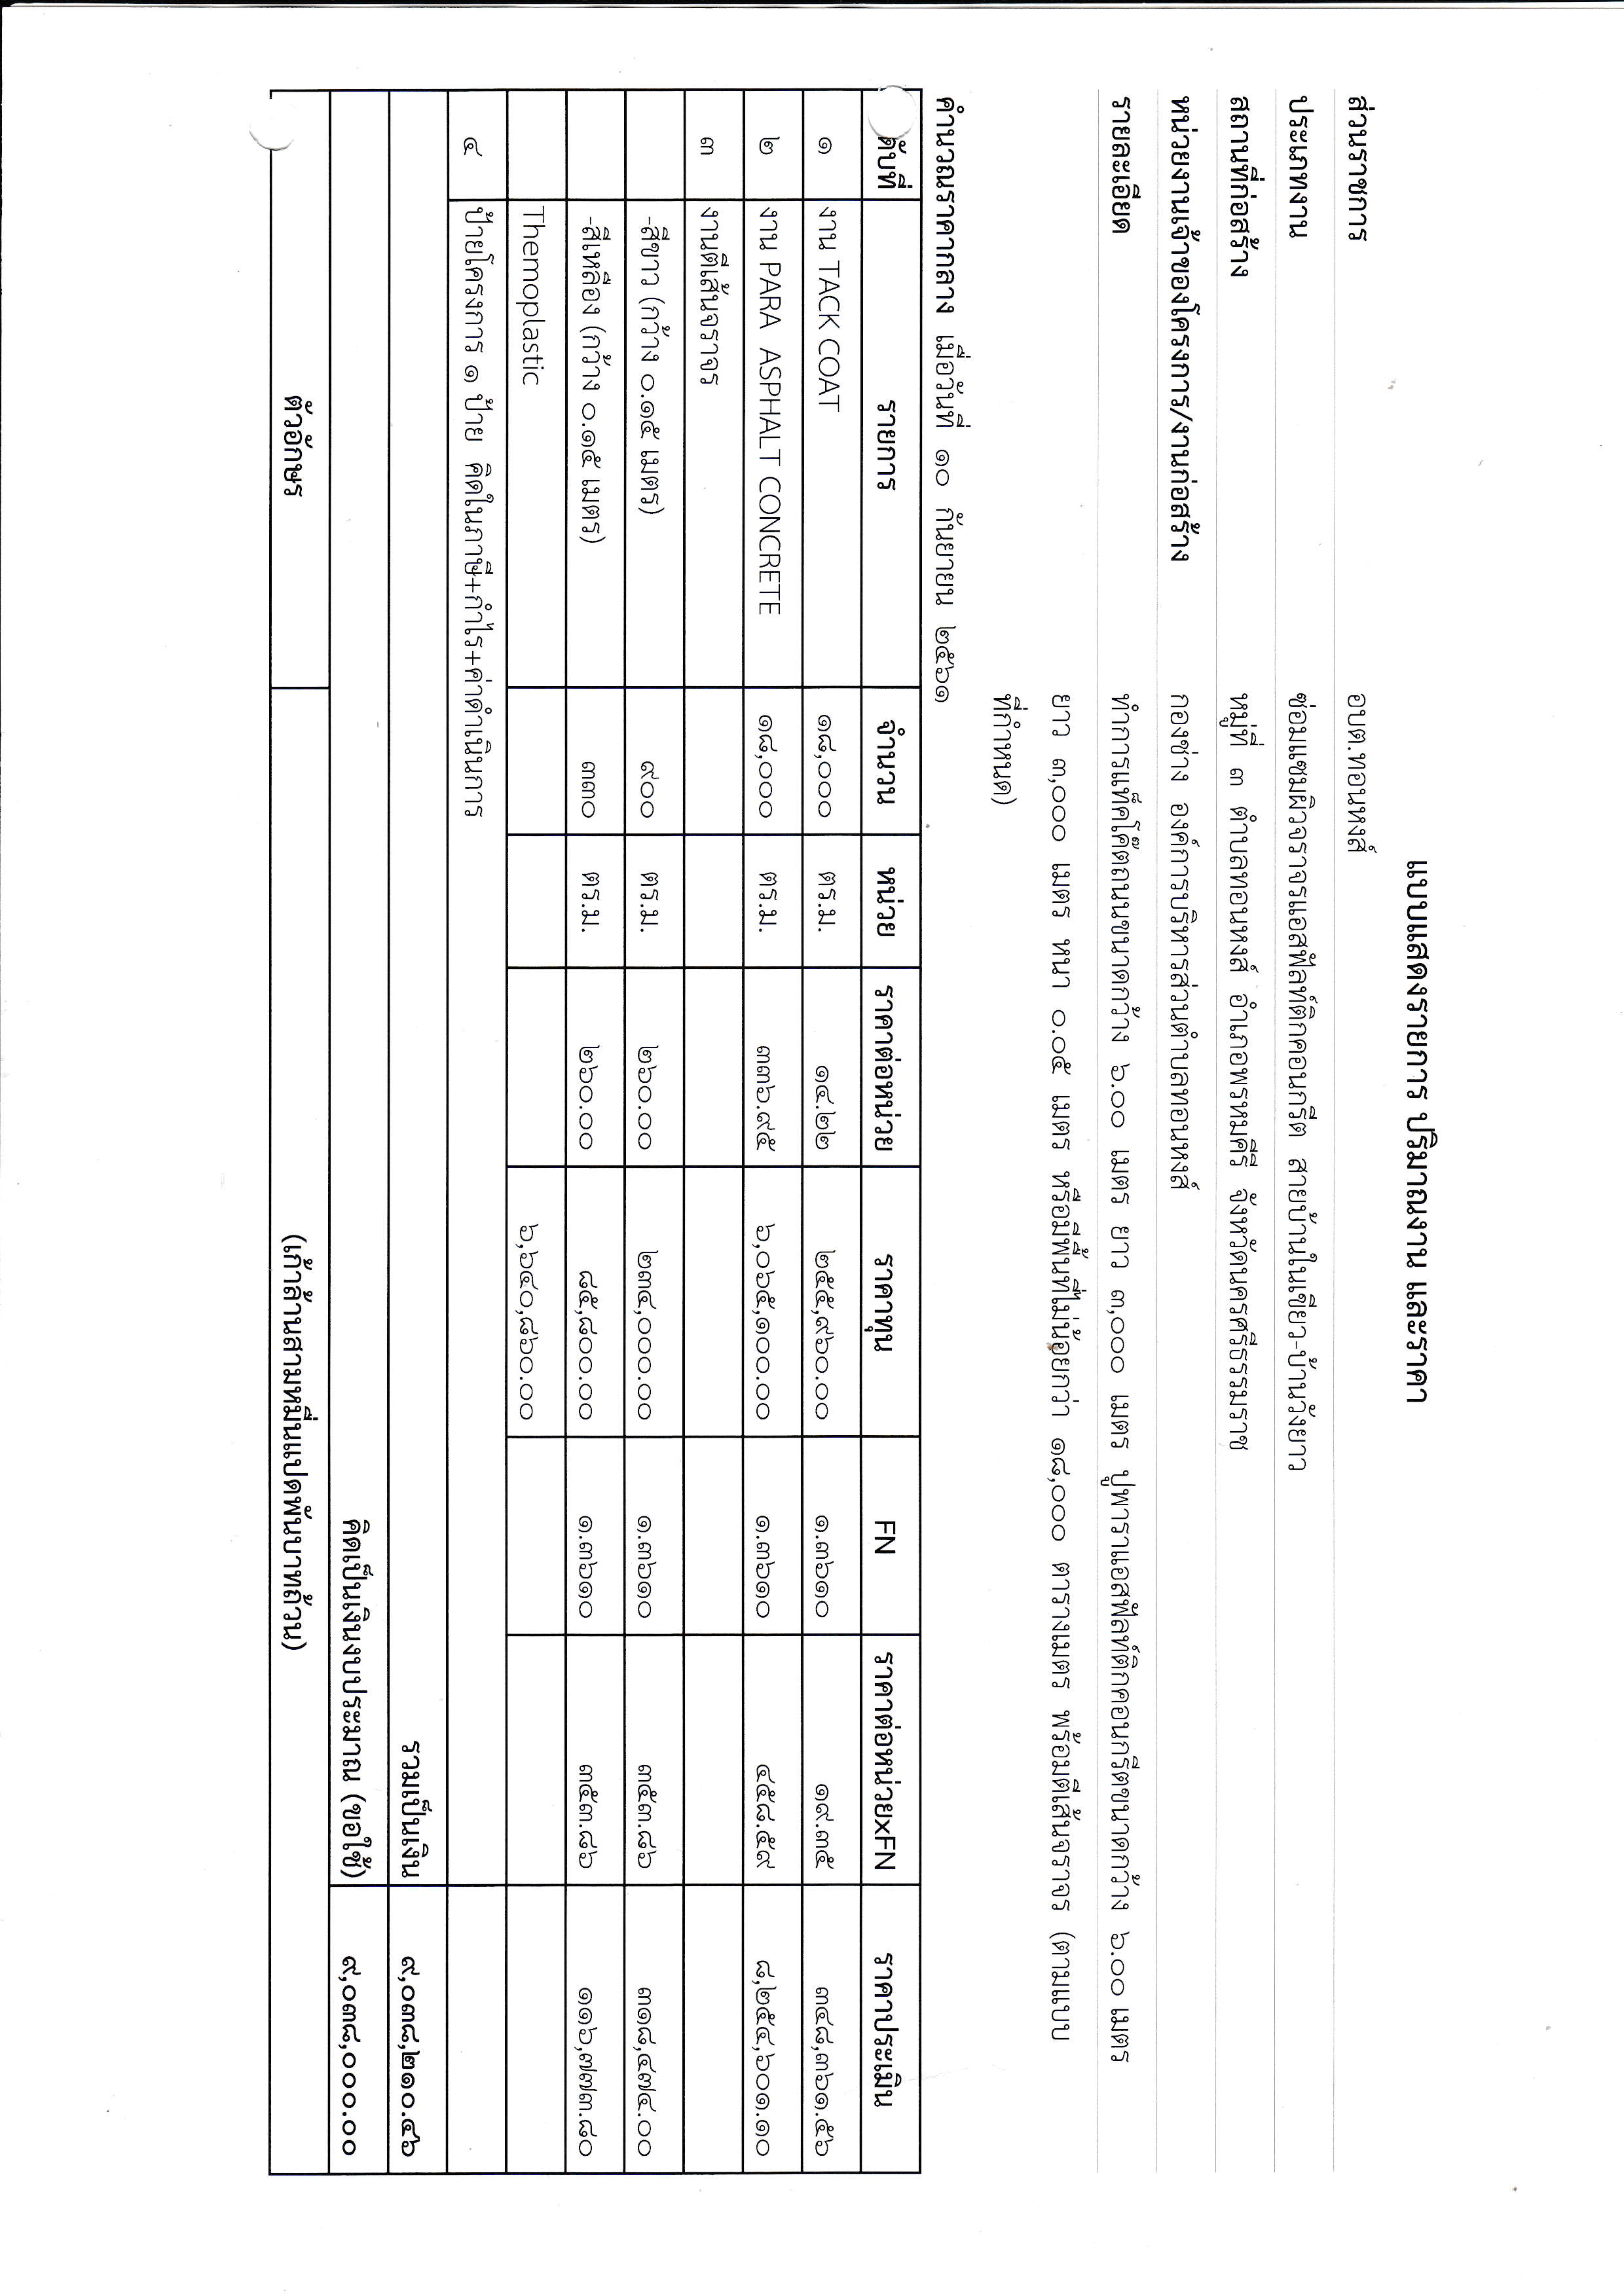 แบบแสดงรายการ ปริมาณงาน และราคา
ส่วนราชการ อบต.ทอนหงส์
ประเภทงาน ซ่อมแซมผิวจราจรแอสฟัลท์ติกคอนกรีต สายบ้านในเขียว-บ้านวังยาว
สถานที่ก่อสร้าง หมู่ที่ ๓ ตำบลทอนหงส์ อำเภอพรหมคีรี จังหวัดนครศรีธรรมราช
หน่วยงานเจ้าของโครงการ/งานก่อสร้าง กองช่าง องค์การบริหารส่วนตำบลทอนหงส์
รายละเอียด ทำการแท็คโค๊ตถนนขนาดกว้าง ๖.๐๐ เมตร ยาว ๓,๐๐๐ เมตร ปูพาราแอสฟัลท์ติกคอนกรีตขนาดกว้าง ๖.๐๐ เมตร
ยาว ๓,๐๐๐ เมตร หนา ๐.๐๕ เมตร หรือมีพื้นที่ไม่น้อยกว่า ๑๘,๐๐๐ ตารางเมตร พร้อมตีเส้นจราจร (ตามแบบ
ที่กำหนด)
คำนวณราคากลาง เมื่อวันที่ ๑๐ กันยายน ๒๕๖๑
ดับที่ รายการ จำนวน หน่วย ราคาต่อหน่วย ราคาทุน FN ราคาต่อหน่วยxFN ราคาประเมิน
๑ งาน TACK COAT ๑๘,๐๐๐ ตร.ม. ๑๔.๒๒ ๒๕๕,๙๖๐.๐๐ ๑.๓๖๑๐ ๑๙.๓๕ ๓๔๘,๓๖๑.๕๖
๒ งาน PARA ASPHALT CONCRETE ๑๘,๐๐๐ ตร.ม. ๓๓๖.๙๕ ๖,๐๖๕,๑๐๐.๐๐ ๑.๓๖๑๐ ๔๕๘.๕๙ ๘,๒๕๔,๖๐๑.๑๐
๓ งานตีเส้นจราจร
-สีขาว (กว้าง ๐.๑๕ เมตร) ๙๐๐ ตร.ม. ๒๖๐.๐๐ ๒๓๔,๐๐๐.๐๐ ๑.๓๖๑๐ ๓๕๓.๘๖ ๓๑๘,๔๗๔.๐๐
-สีเหลือง (กว้าง ๐.๑๕ เมตร) ๓๓๐ ตร.ม. ๒๖๐.๐๐ ๘๕,๘๐๐.๐๐ ๑.๓๖๑๐ ๓๕๓.๘๖ ๑๑๖,๗๗๓.๘๐
Themoplastic ๖,๖๔๐,๘๖๐.๐๐
๔ ป้ายโครงการ ๑ ป้าย คิดในภาษี+กำไร+ค่าดำเนินการ
รวมเป็นเงิน ๙,๐๓๘,๒๑๐.๔๖
คิดเป็นเงินงบประมาณ (ขอใช้) ๙,๐๓๘,๐๐๐.๐๐
ตัวอักษร (เก้าล้านสามหมื่นแปดพันบาทถ้วน)